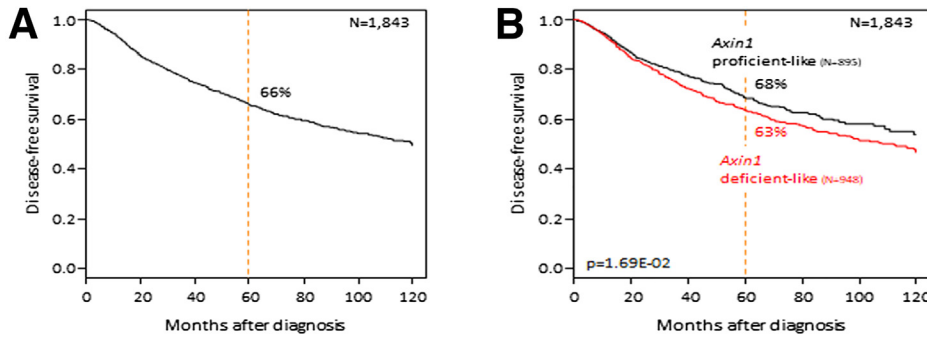 A
N=1,843
1.0
0.8
0.6
0.4
0.2
0.0
66%
0 20 40 60 80 100 120
Disease-free survival
Months after diagnosis
B
N=1,843
1.0
0.8
0.6
0.4
0.2
0.0
Axin1
proficient-like (N=895)
68%
63%
Axin1
deficient-like (N=948)
p=1.69E-02
0 20 40 60 80 100 120
Disease-free survival
Months after diagnosis